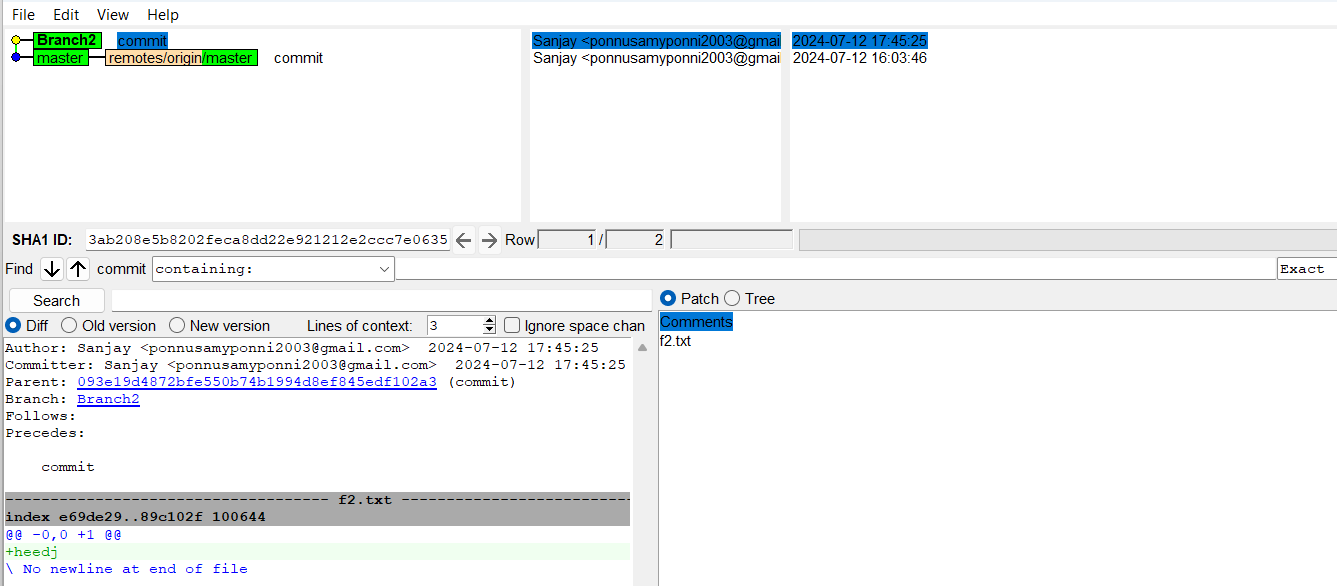 File Edit View Help
Branch2 commit Sanjay <ponnusamyponni2003@gmai 2024-07-12 17:45:25
master remotes/origin/master commit Sanjay <ponnusamyponni2003@gmai 2024-07-12 16:03:46
SHA1 ID: 3ab208e5b8202feca8dd22e921212e2ccc7e0635 Row 1 / 2
Find commit containing: Exact
Search
Patch Tree
Diff Old version New version Lines of context: 3 Ignore space chan
Comments
f2.txt
Author: Sanjay <ponnusamyponni2003@gmail.com> 2024-07-12 17:45:25
Committer: Sanjay <ponnusamyponni2003@gmail.com> 2024-07-12 17:45:25
Parent: 093e19d4872bfe550b74b1994d8ef845edf102a3 (commit)
Branch: Branch2
Follows:
Precedes:
commit
------------------------------------ f2.txt -------------------------
index e69de29..89c102f 100644
@@ -0,0 +1 @@
+heedj
\ No newline at end of file